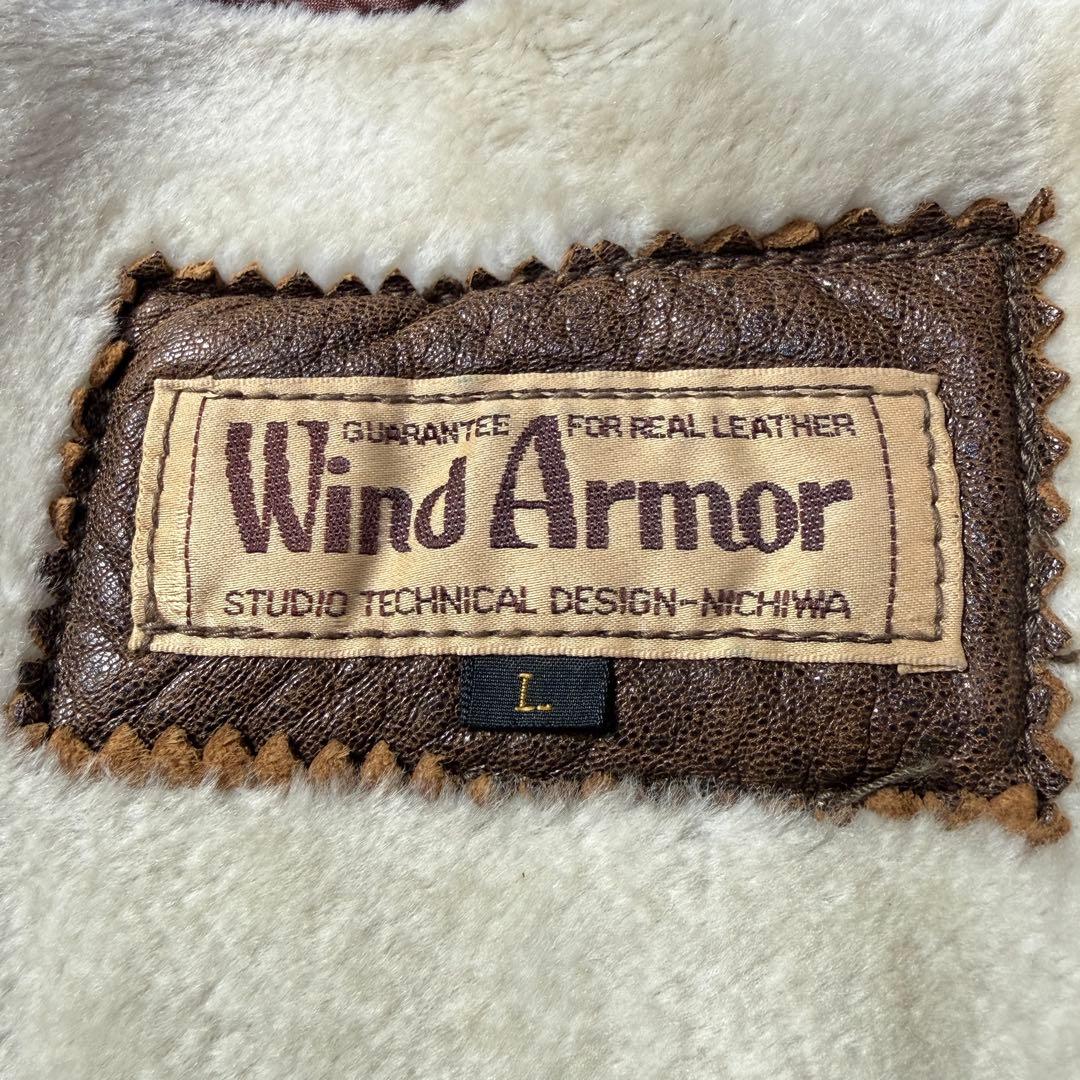 GUARANTEE FOR REAL LEATHER
Wind Armor
STUDIO TECHNICAL DESIGN-NICHIWA
L.